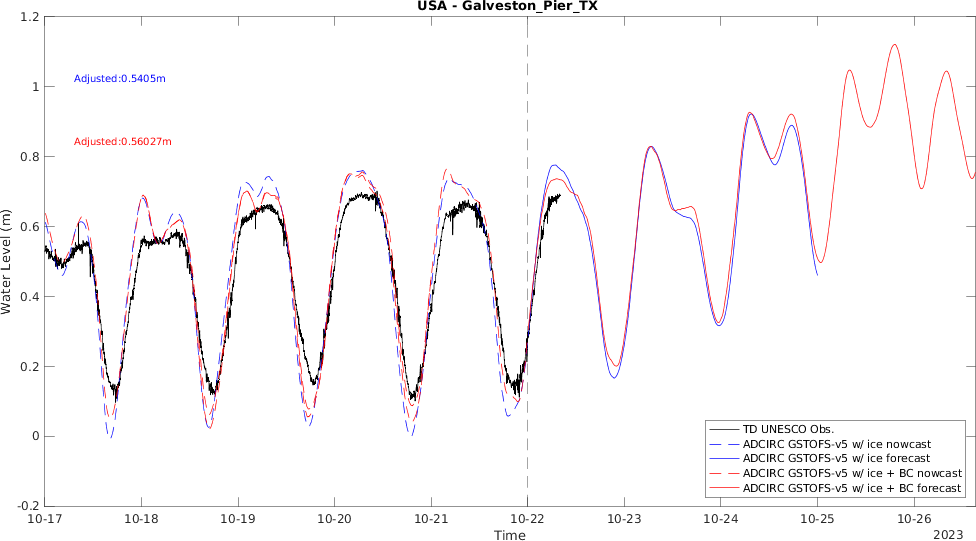 USA - Galveston_Pier_TX
1.2
1
0.8
0.6
0.4
0.2
0
-0.2
Water Level (m)
Adjusted:0.5405m
Adjusted:0.56027m
TD UNESCO Obs.
ADCIRC GSTOFS-v5 w/ ice nowcast
ADCIRC GSTOFS-v5 w/ ice forecast
ADCIRC GSTOFS-v5 w/ ice + BC nowcast
ADCIRC GSTOFS-v5 w/ ice + BC forecast
10-17 10-18 10-19 10-20 10-21 10-22 10-23 10-24 10-25 10-26
Time
2023